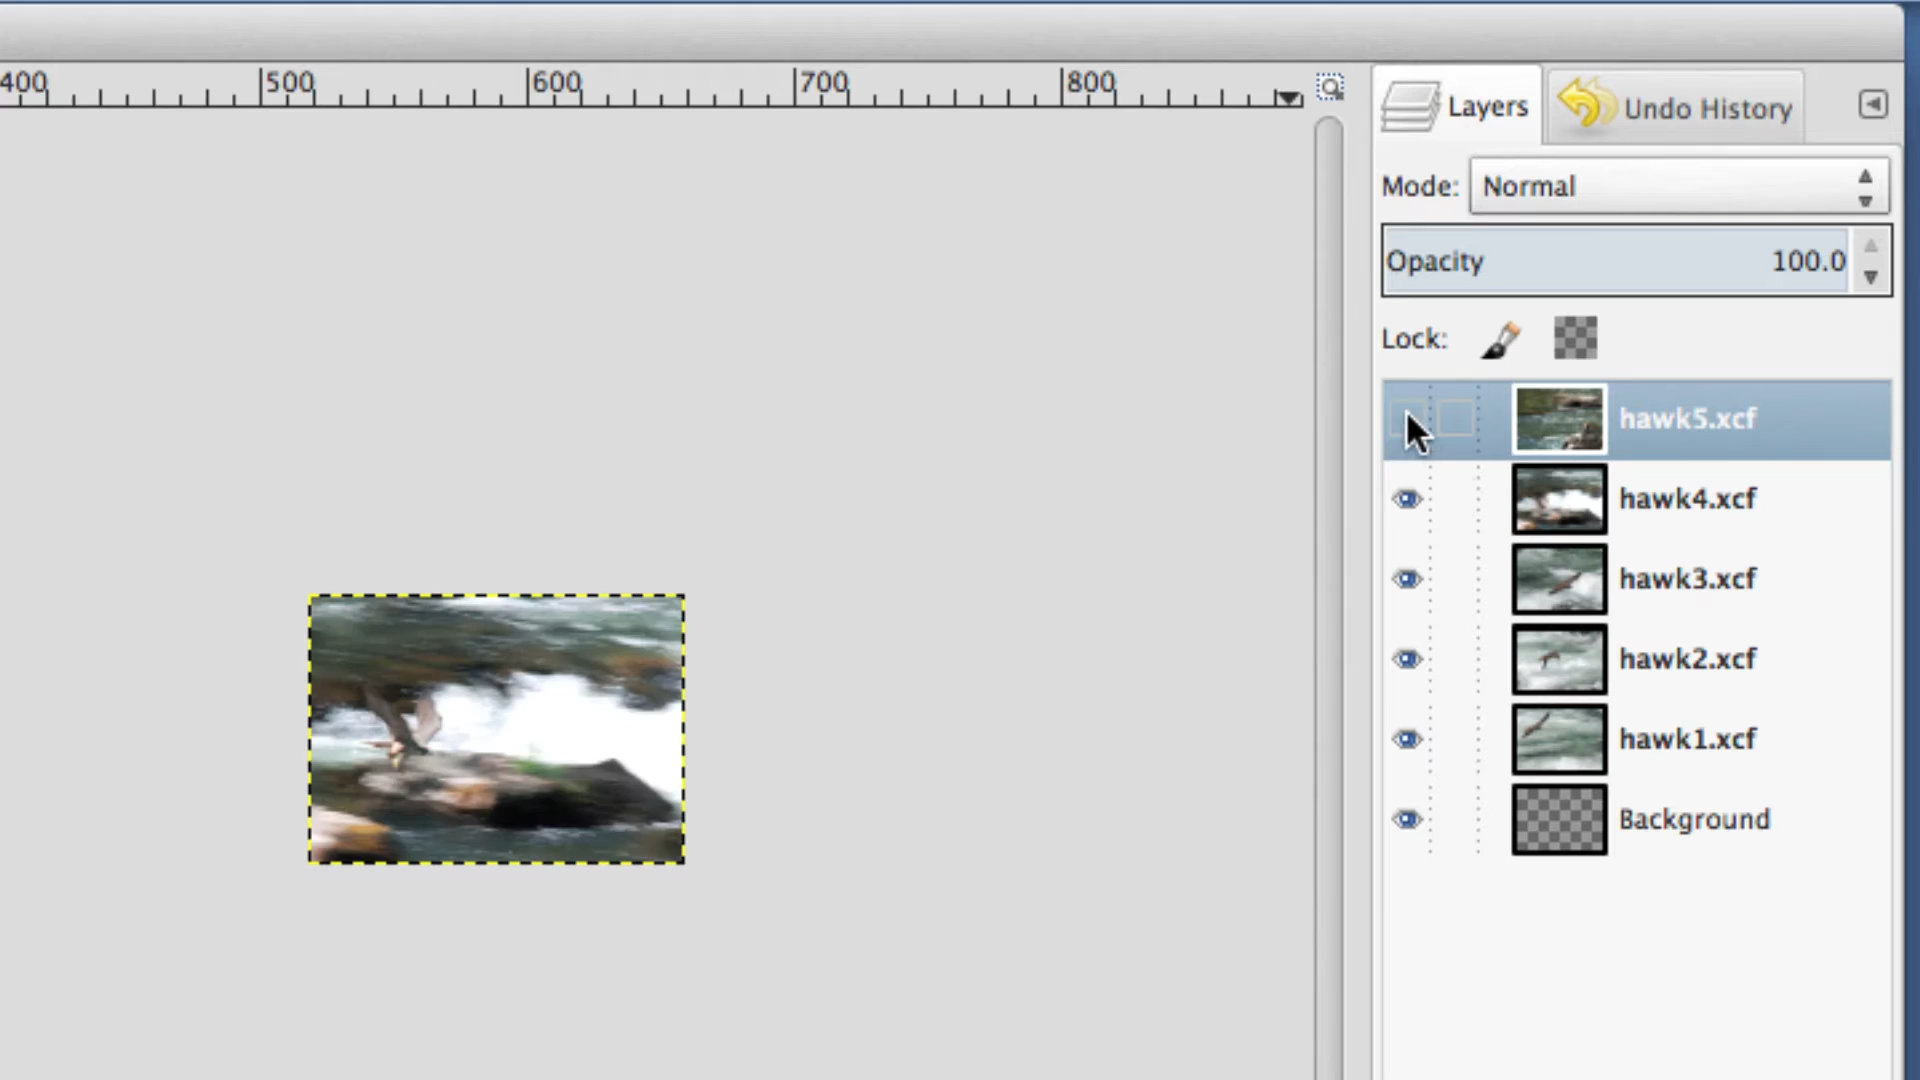 400 500 600 700 800
Layers Undo History
Mode: Normal
Opacity 100.0
Lock:
hawk5.xcf
hawk4.xcf
hawk3.xcf
hawk2.xcf
hawk1.xcf
Background